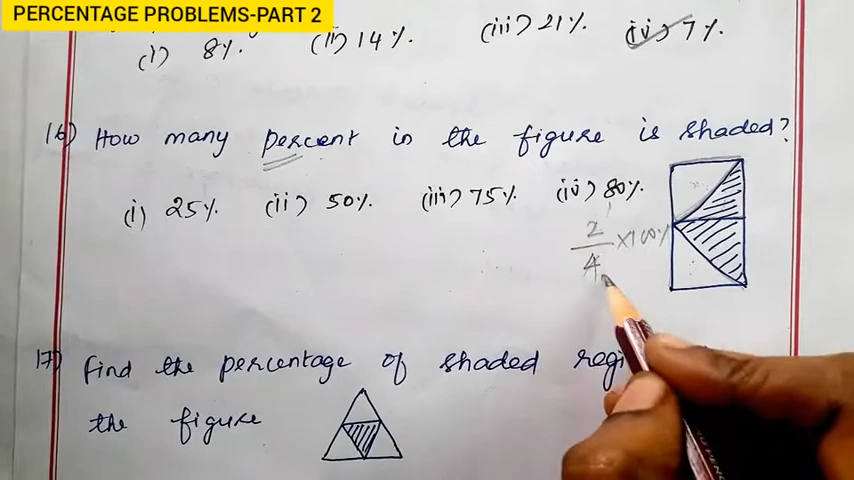 PERCENTAGE PROBLEMS-PART 2
(i) 8%. (ii) 14%. (iii) 21%. (iv) 7%.
16) How many percent in the figure is shaded?
(i) 25%. (ii) 50%. (iii) 75%. (iv) 80%.
2/4 ×100%
17) Find the percentage of shaded regi
the figure